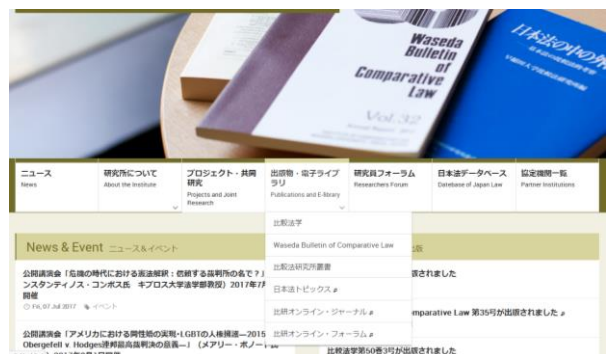 Waseda
Bulletin
of
Comparative
Law
Vol. 32
日本法の中の外
ニュース
News
研究所について
About the Institute
プロジェクト・共同
研究
Projects and Joint
Research
出版物・電子ライブ
ラリ
Publications and E-library
研究員フォーラム
Researchers Forum
日本法データベース
Database of Japan Law
協定機関一覧
Partner Institutions
比較法学
Waseda Bulletin of Comparative Law
比較法研究所叢書
日本法トピックス
比研オンライン・ジャーナル
比研オンライン・フォーラム
News & Event ニュース&イベント
公開講演会「危機の時代における憲法解釈：信頼する裁判所の名で？」
ンスタンティノス・コンボス氏 キプロス大学法学部教授）2017年7月
開催
Fri, 07 Jul 2017 イベント
公開講演会「アメリカにおける同性婚の実現・LGBTの人権擁護―2015
Obergefell v. Hodges連邦最高裁判決の意義―」（メアリー・ボノート
出版
版されました
mparative Law 第35号が出版されました
比較法学第50巻3号が出版されました